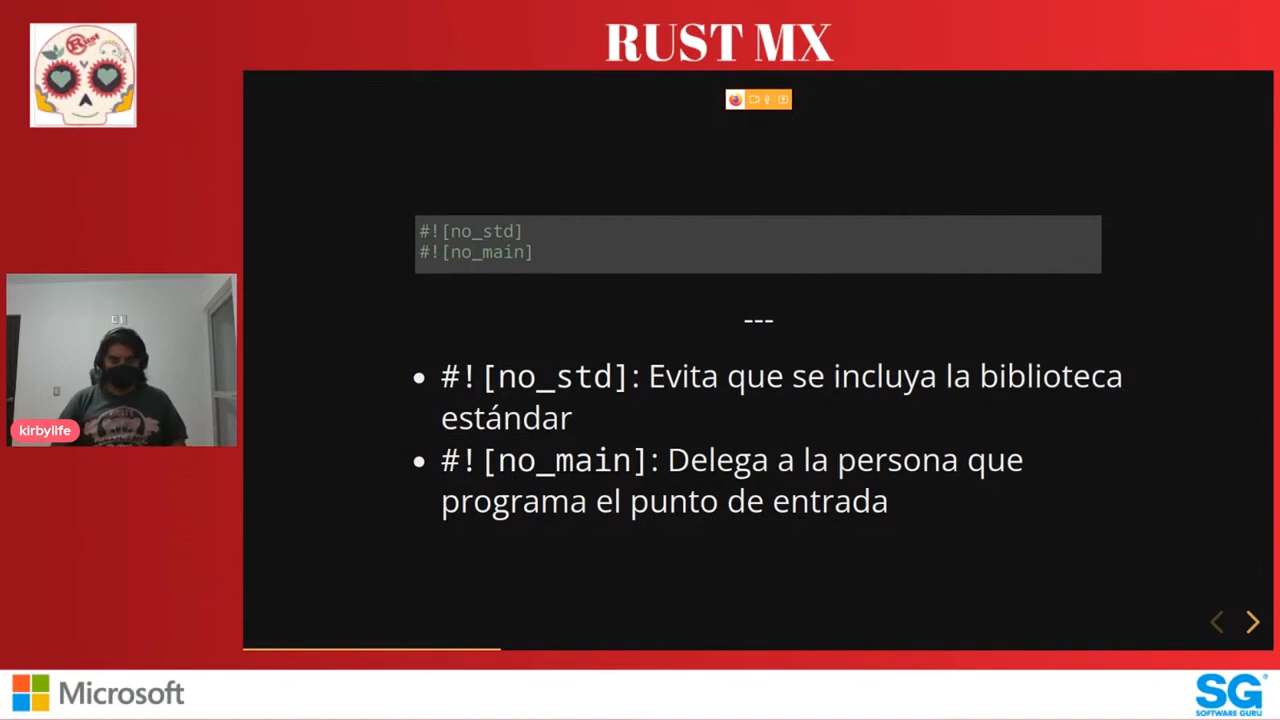 RUST MX
Rust
#![no_std]
#![no_main]
---
• #![no_std]: Evita que se incluya la biblioteca
estándar
• #![no_main]: Delega a la persona que
programa el punto de entrada
kirbylife
Microsoft
SG
SOFTWARE GURU